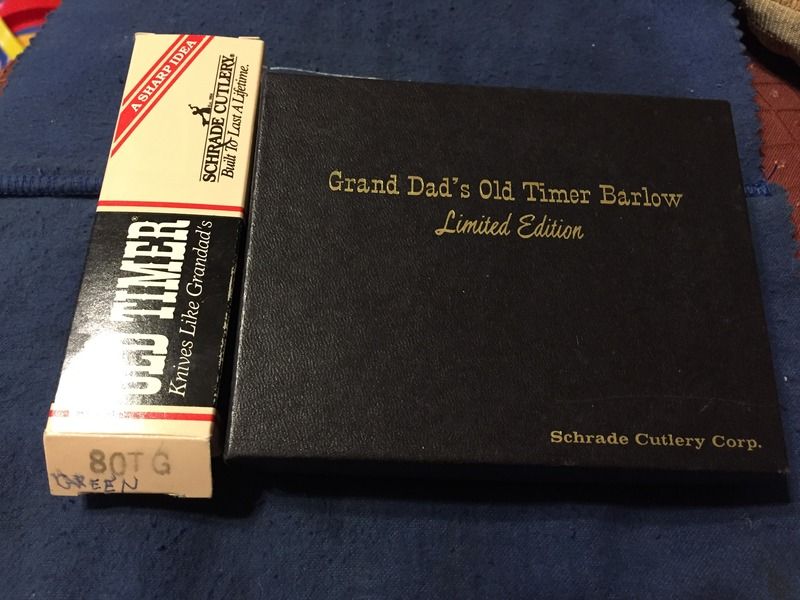 A SHARP IDEA
SCHRADE CUTLERY®
Built To Last A Lifetime.
OLD TIMER®
Knives Like Grandad's
80T G
GREEN
Grand Dad's Old Timer Barlow
Limited Edition
Schrade Cutlery Corp.